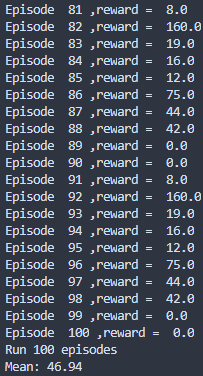 Episode  81 ,reward =  8.0
Episode  82 ,reward =  160.0
Episode  83 ,reward =  19.0
Episode  84 ,reward =  16.0
Episode  85 ,reward =  12.0
Episode  86 ,reward =  75.0
Episode  87 ,reward =  44.0
Episode  88 ,reward =  42.0
Episode  89 ,reward =  0.0
Episode  90 ,reward =  0.0
Episode  91 ,reward =  8.0
Episode  92 ,reward =  160.0
Episode  93 ,reward =  19.0
Episode  94 ,reward =  16.0
Episode  95 ,reward =  12.0
Episode  96 ,reward =  75.0
Episode  97 ,reward =  44.0
Episode  98 ,reward =  42.0
Episode  99 ,reward =  0.0
Episode  100 ,reward =  0.0
Run 100 episodes
Mean: 46.94